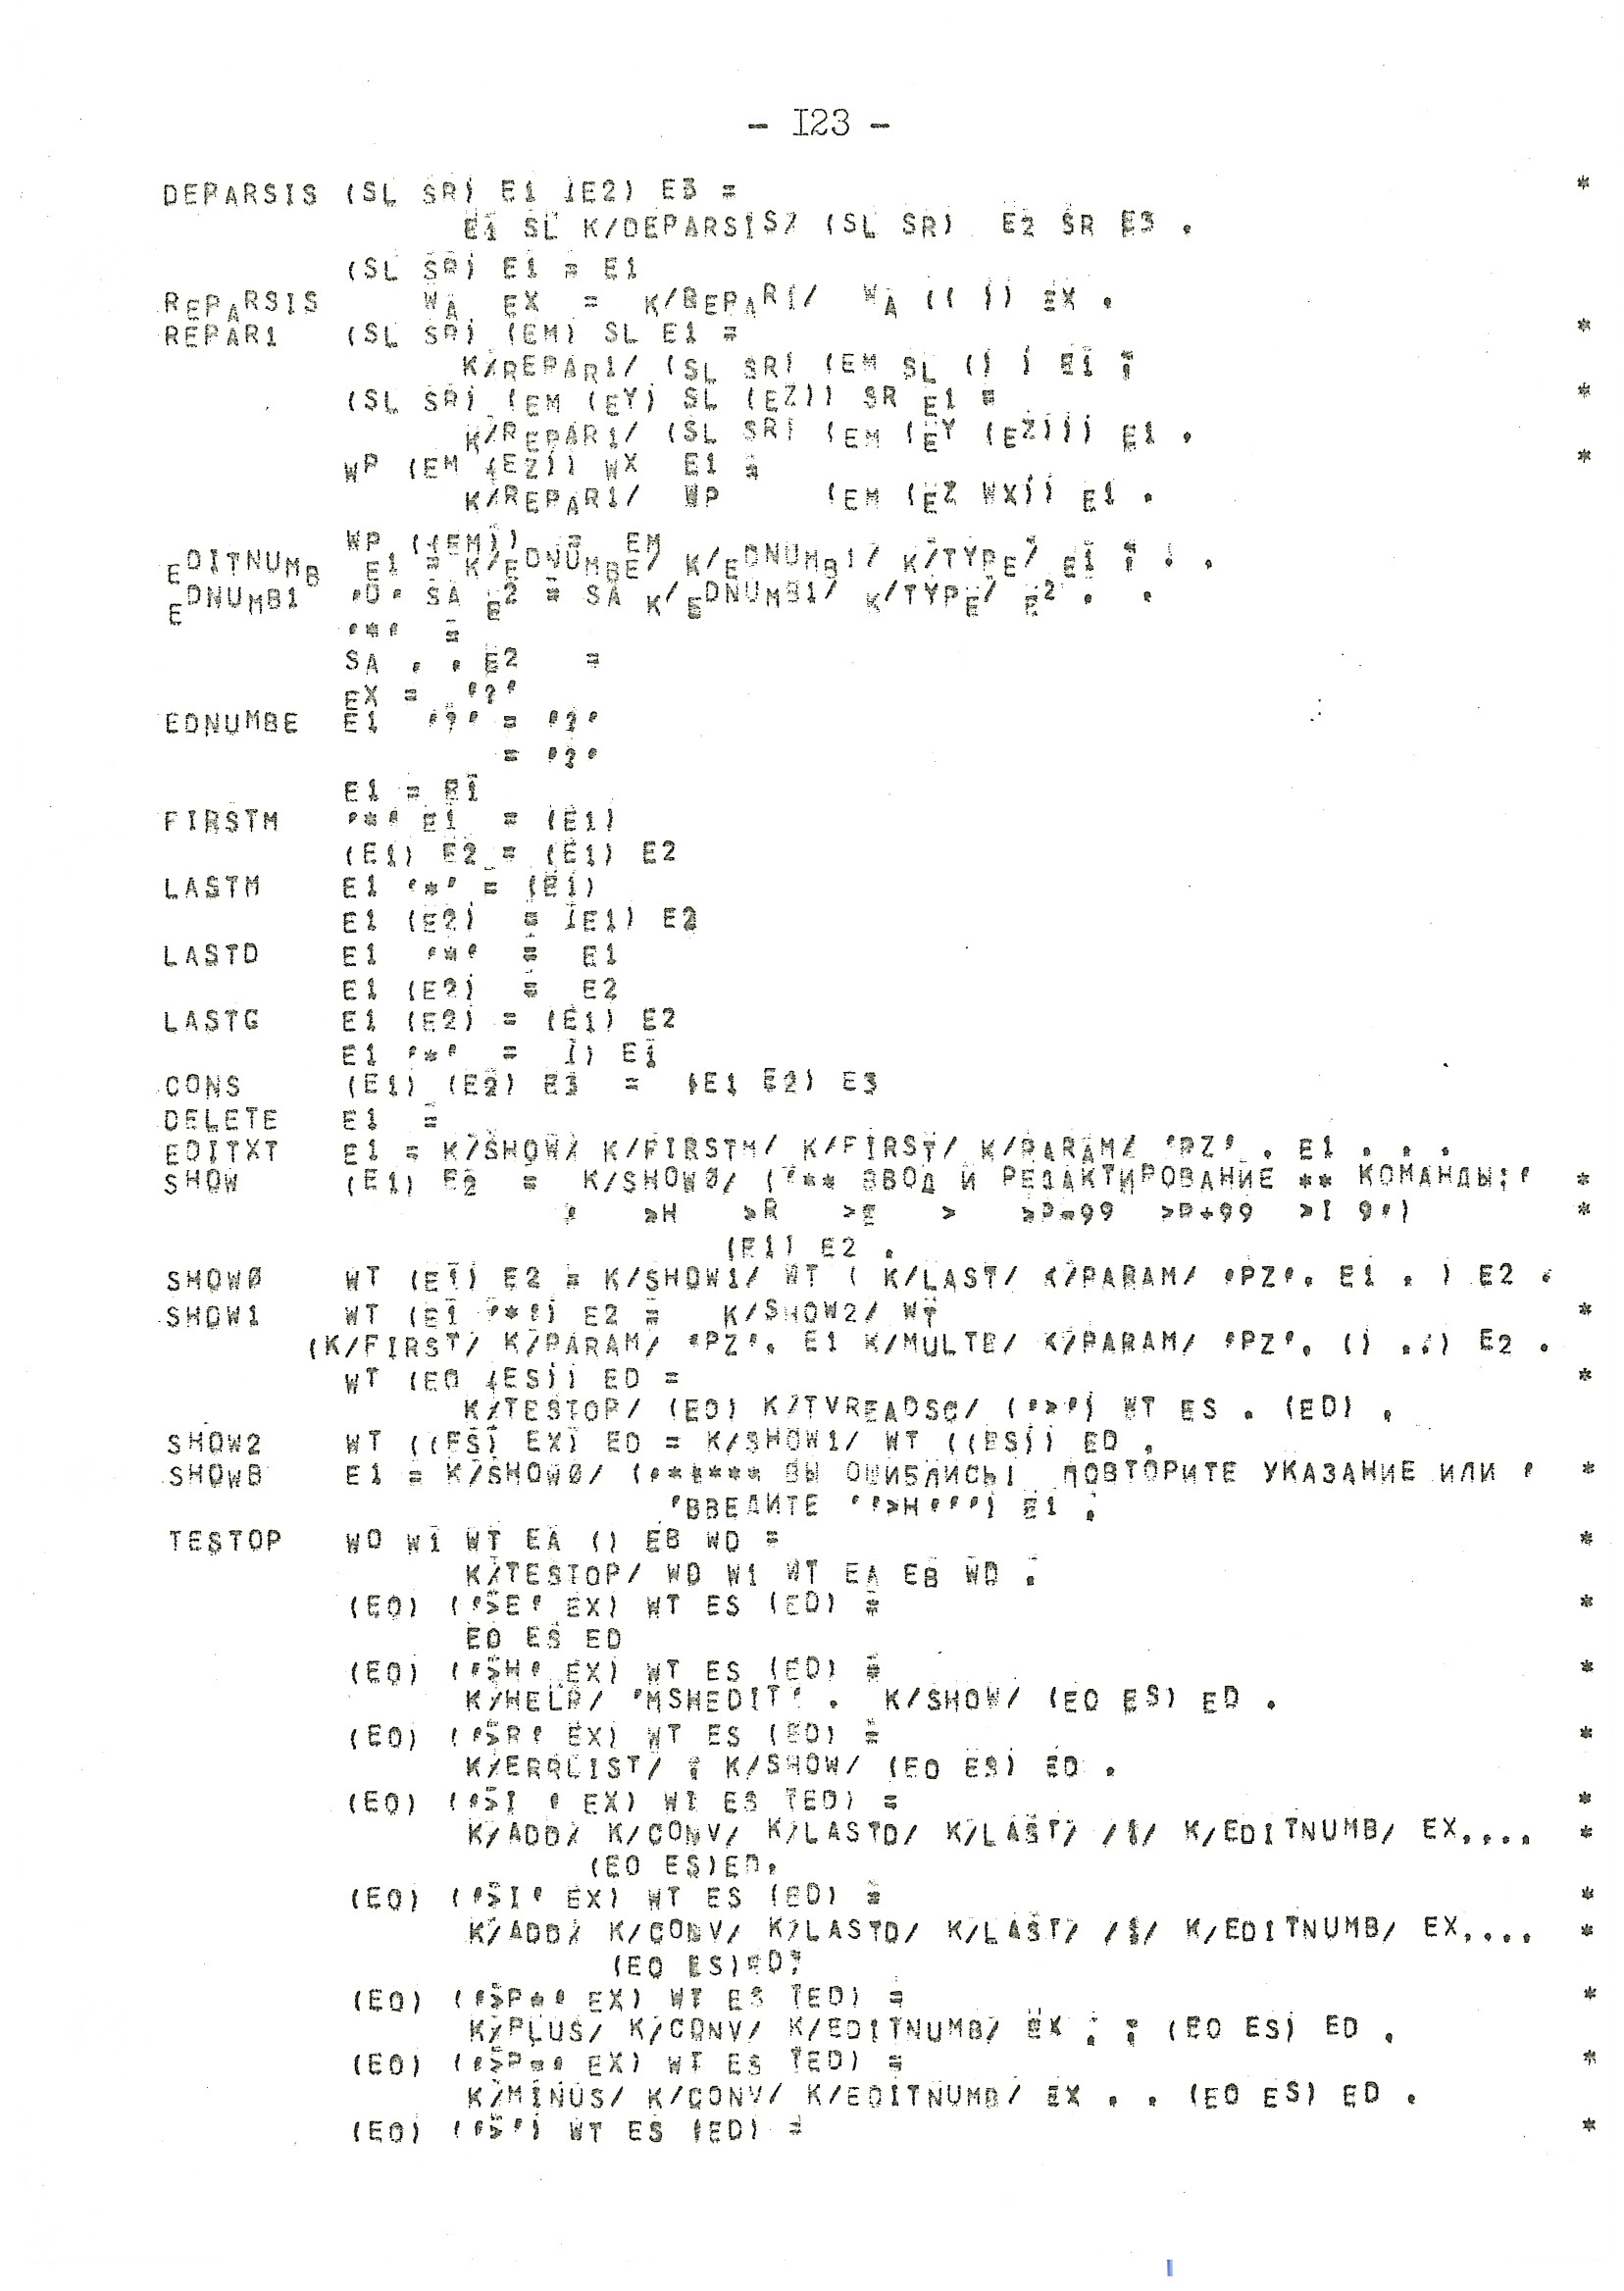 - I23 -
DEPARSIS (SL SR) E1 (E2) E3 = *
E1 SL K/DEPARSIS/ (SL SR) E2 SR E3 .
(SL SR) E1 = E1
REPARSIS WA EX = K/REPAR1/ WA (( )) EX .
REPAR1 (SL SR) (EM) SL E1 = *
K/REPAR1/ (SL SR) (EM SL () ) E1 .
(SL SR) (EM (EY) SL (EZ)) SR E1 = *
K/REPAR1/ (SL SR) (EM (EY (EZ))) E1 .
WP (EM (EZ)) WX E1 = *
K/REPAR1/ WP (EM (EZ WX)) E1 .
WP ((EM)) = EM
EDITNUMB E1 = K/EDNUMBE/ K/EDNUMB1/ K/TYPE/ E1 . . .
EDNUMB1 'D' SA E2 = SA K/EDNUMB1/ K/TYPE/ E2 . .
'*' =
SA . . E2 =
EX = '?'
EDNUMBE E1 '?' = '?'
= '?'
E1 = E1
FIRSTM '*' E1 = (E1)
(E1) E2 = (E1) E2
LASTM E1 '*' = (E1)
E1 (E2) = (E1) E2
LASTD E1 '*' = E1
E1 (E2) = E2
LASTG E1 (E2) = (E1) E2
E1 '*' = () E1
CONS (E1) (E2) E3 = (E1 E2) E3
DELETE E1 =
EDITXT E1 = K/SHOW/ K/FIRSTM/ K/FIRST/ K/PARAM/ 'PZ' . E1 . . .
SHOW (E1) E2 = K/SHOW0/ ('** ВВОД И РЕДАКТИРОВАНИЕ ** КОМАНДЫ:' *
' >H >R >E > >P-99 >P+99 >I 9') *
(E1) E2 .
SHOW0 WT (E1) E2 = K/SHOW1/ WT ( K/LAST/ K/PARAM/ 'PZ'. E1 . ) E2 .
SHOW1 WT (E1 '*') E2 = K/SHOW2/ WT *
(K/FIRST/ K/PARAM/ 'PZ'. E1 K/MULTE/ K/PARAM/ 'PZ'. () ..) E2 .
WT (EO (ES)) ED = *
K/TESTOP/ (EO) K/TVREADSC/ ('>') WT ES . (ED) .
SHOW2 WT ((ES) EX) ED = K/SHOW1/ WT ((ES)) ED .
SHOWB E1 = K/SHOW0/ ('****** ВЫ ОШИБЛИСЬ! ПОВТОРИТЕ УКАЗАНИЕ ИЛИ ' *
'ВВЕДИТЕ ''>H''') E1 .
TESTOP WO W1 WT EA () EB WD = *
K/TESTOP/ WO W1 WT EA EB WD .
(EO) ('>E' EX) WT ES (ED) = *
EO ES ED
(EO) ('>H' EX) WT ES (ED) = *
K/HELP/ 'MSHEDIT' . K/SHOW/ (EO ES) ED .
(EO) ('>R' EX) WT ES (ED) = *
K/ERRLIST/ . K/SHOW/ (EO ES) ED .
(EO) ('>I ' EX) WT ES (ED) = *
K/ADD/ K/CONV/ K/LASTD/ K/LAST/ /8/ K/EDITNUMB/ EX.... *
(EO ES)ED.
(EO) ('>I' EX) WT ES (ED) = *
K/ADD/ K/CONV/ K/LASTD/ K/LAST/ /8/ K/EDITNUMB/ EX.... *
(EO ES)ED.
(EO) ('>P+' EX) WT ES (ED) = *
K/PLUS/ K/CONV/ K/EDITNUMB/ EX . . (EO ES) ED .
(EO) ('>P-' EX) WT ES (ED) = *
K/MINUS/ K/CONV/ K/EDITNUMB/ EX . . (EO ES) ED .
(EO) ('>') WT ES (ED) = *